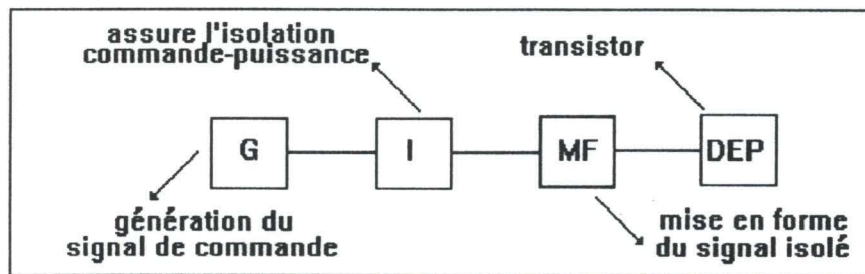 assure l'isolation
commande-puissance
transistor
G
I
MF
DEP
génération du
signal de commande
mise en forme
du signal isolé